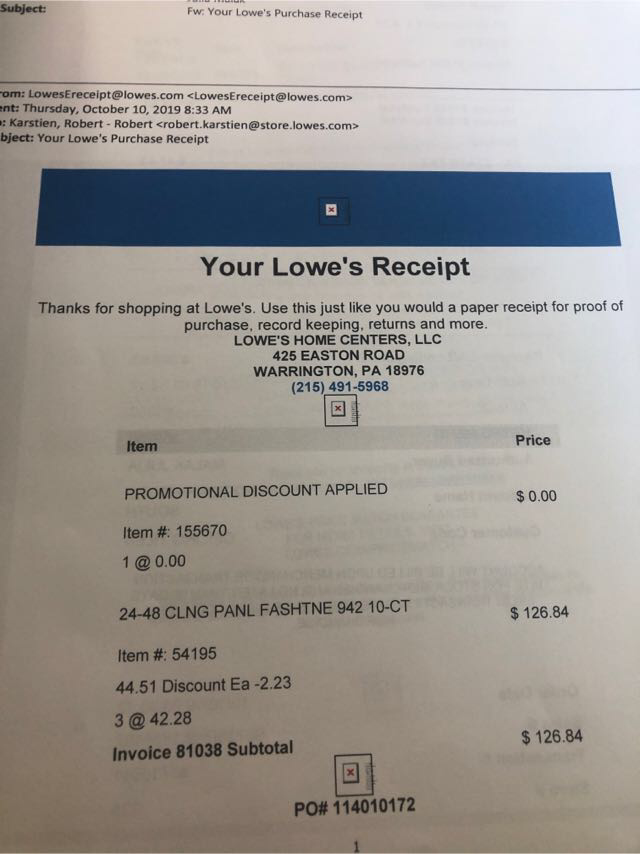 Subject:
Fw: Your Lowe's Purchase Receipt
rom: LowesEreceipt@lowes.com <LowesEreceipt@lowes.com>
ent: Thursday, October 10, 2019 8:33 AM
: Karstien, Robert - Robert <robert.karstien@store.lowes.com>
bject: Your Lowe's Purchase Receipt
Your Lowe's Receipt
Thanks for shopping at Lowe's. Use this just like you would a paper receipt for proof of
purchase, record keeping, returns and more.
LOWE'S HOME CENTERS, LLC
425 EASTON ROAD
WARRINGTON, PA 18976
(215) 491-5968
Item Price
PROMOTIONAL DISCOUNT APPLIED $ 0.00
Item #: 155670
1 @ 0.00
24-48 CLNG PANL FASHTNE 942 10-CT $ 126.84
Item #: 54195
44.51 Discount Ea -2.23
3 @ 42.28
Invoice 81038 Subtotal $ 126.84
PO# 114010172
1